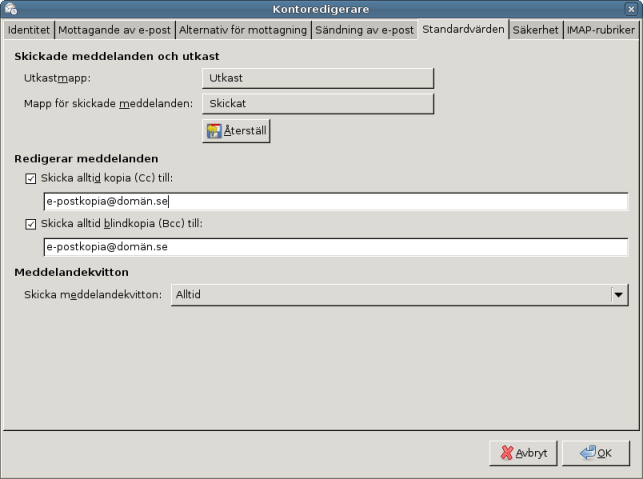 Kontoredigerare
Identitet Mottagande av e-post Alternativ för mottagning Sändning av e-post Standardvärden Säkerhet IMAP-rubriker
Skickade meddelanden och utkast
Utkastmapp: Utkast
Mapp för skickade meddelanden: Skickat
Återställ
Redigerar meddelanden
Skicka alltid kopia (Cc) till:
e-postkopia@domän.se
Skicka alltid blindkopia (Bcc) till:
e-postkopia@domän.se
Meddelandekvitton
Skicka meddelandekvitton: Alltid
Avbryt OK